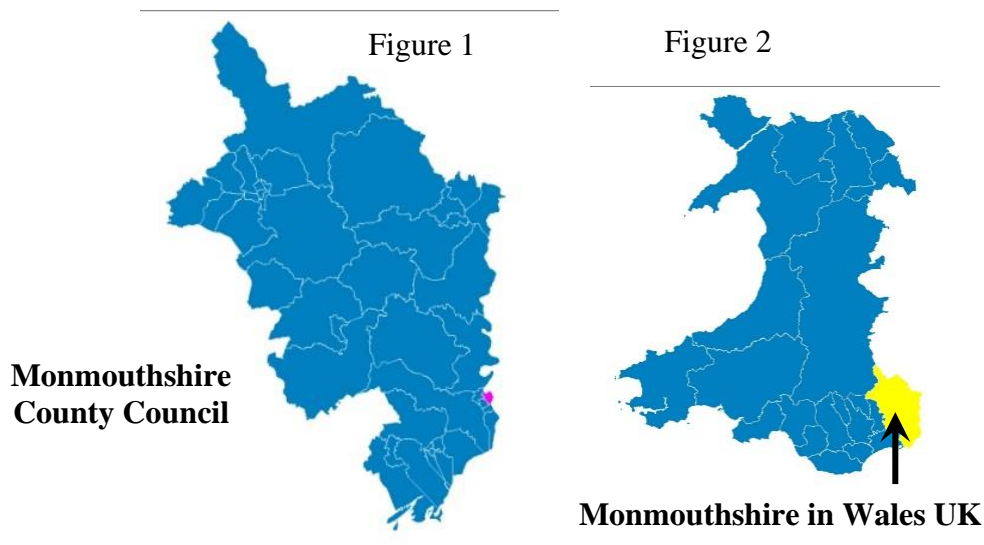 Figure 1
Figure 2
Monmouthshire
County Council
Monmouthshire in Wales UK